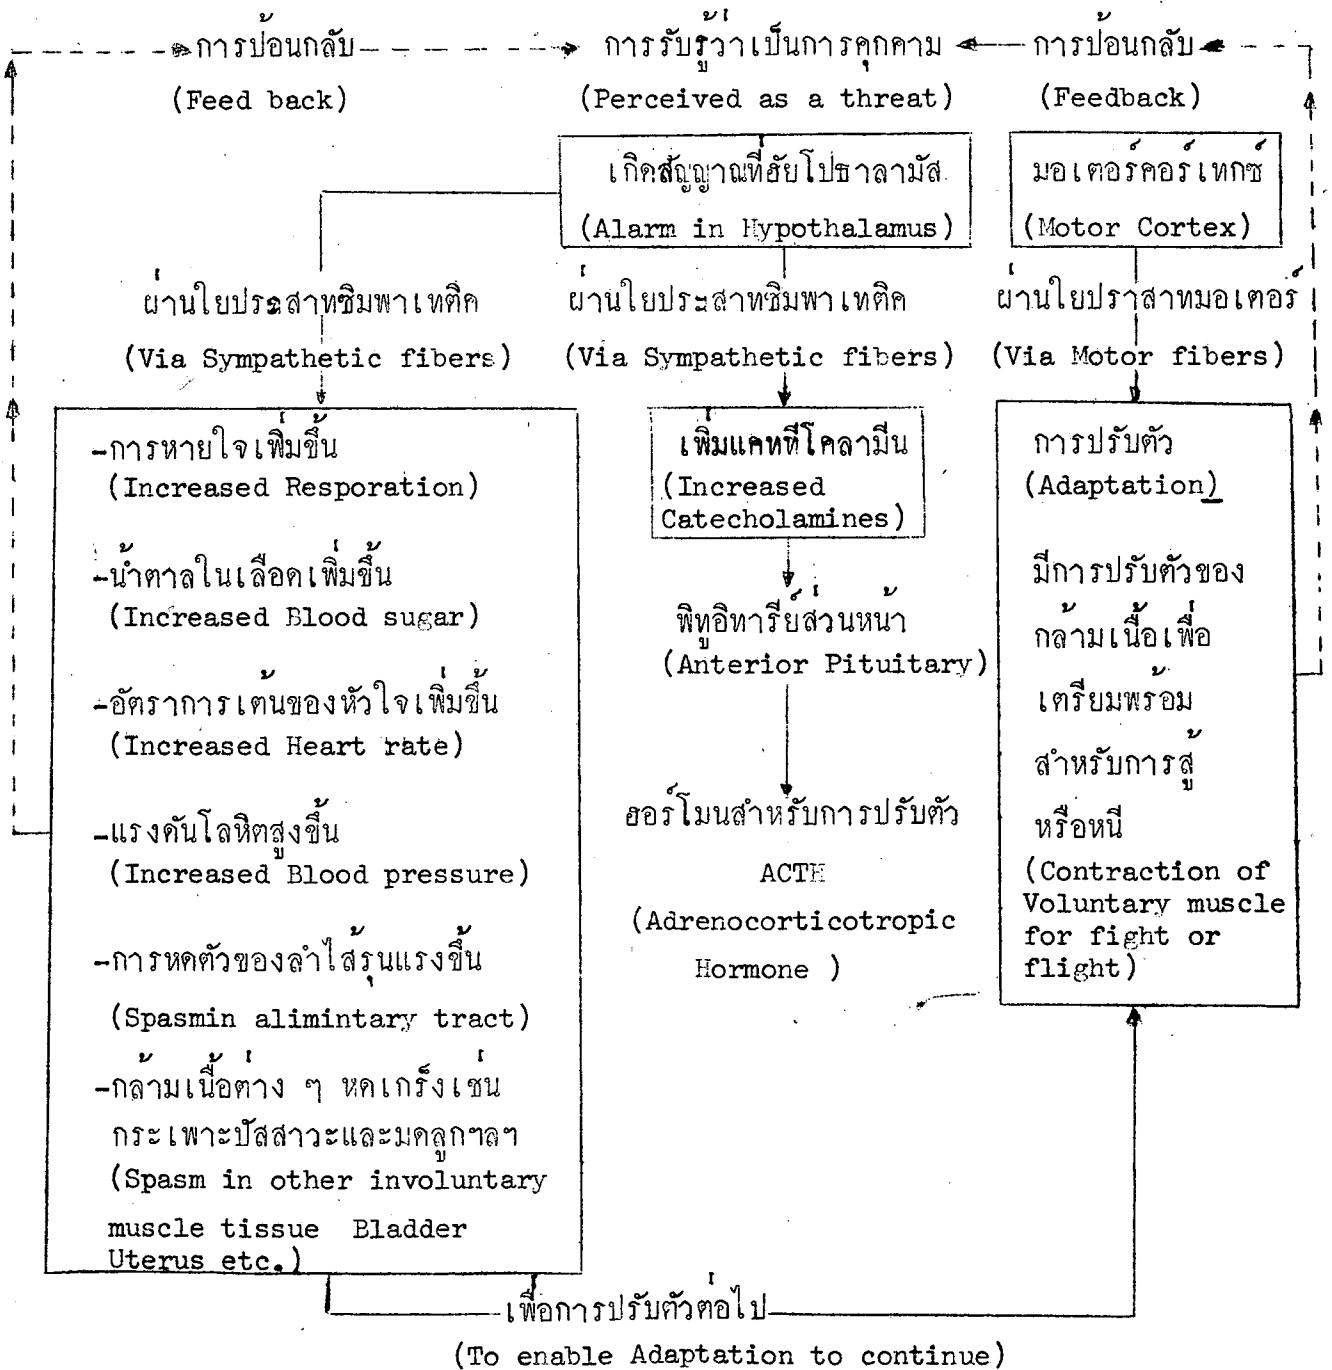 การป้อนกลับ
(Feed back)
การรับรู้ว่าเป็นการคุกคาม
(Perceived as a threat)
การป้อนกลับ
(Feedback)
เกิดสัญญาณที่ฮัยโปธาลามัส
(Alarm in Hypothalamus)
มอเตอร์คอร์เทกซ์
(Motor Cortex)
ผ่านใยประสาทซิมพาเทติค
(Via Sympathetic fibers)
ผ่านใยประสาทซิมพาเทติค
(Via Sympathetic fibers)
ผ่านใยปราสาทมอเตอร์
(Via Motor fibers)
-การหายใจเพิ่มขึ้น
(Increased Resporation)
-น้ำตาลในเลือดเพิ่มขึ้น
(Increased Blood sugar)
-อัตราการเต้นของหัวใจเพิ่มขึ้น
(Increased Heart rate)
-แรงดันโลหิตสูงขึ้น
(Increased Blood pressure)
-การหดตัวของลำไส้รุนแรงขึ้น
(Spasmin alimintary tract)
-กล้ามเนื้อต่าง ๆ หดเกร็งเช่น
กระเพาะปัสสาวะและมดลูกฯลฯ
(Spasm in other involuntary
muscle tissue Bladder
Uterus etc.)
เพิ่มแคทที่โคลามีน
(Increased
Catecholamines)
พิทูอิทารีย์ส่วนหน้า
(Anterior Pituitary)
ฮอร์โมนสำหรับการปรับตัว
ACTH
(Adrenocorticotropic
Hormone )
การปรับตัว
(Adaptation)
มีการปรับตัวของ
กล้ามเนื้อเพื่อ
เตรียมพร้อม
สำหรับการสู้
หรือหนี
(Contraction of
Voluntary muscle
for fight or
flight)
เพื่อการปรับตัวต่อไป
(To enable Adaptation to continue)